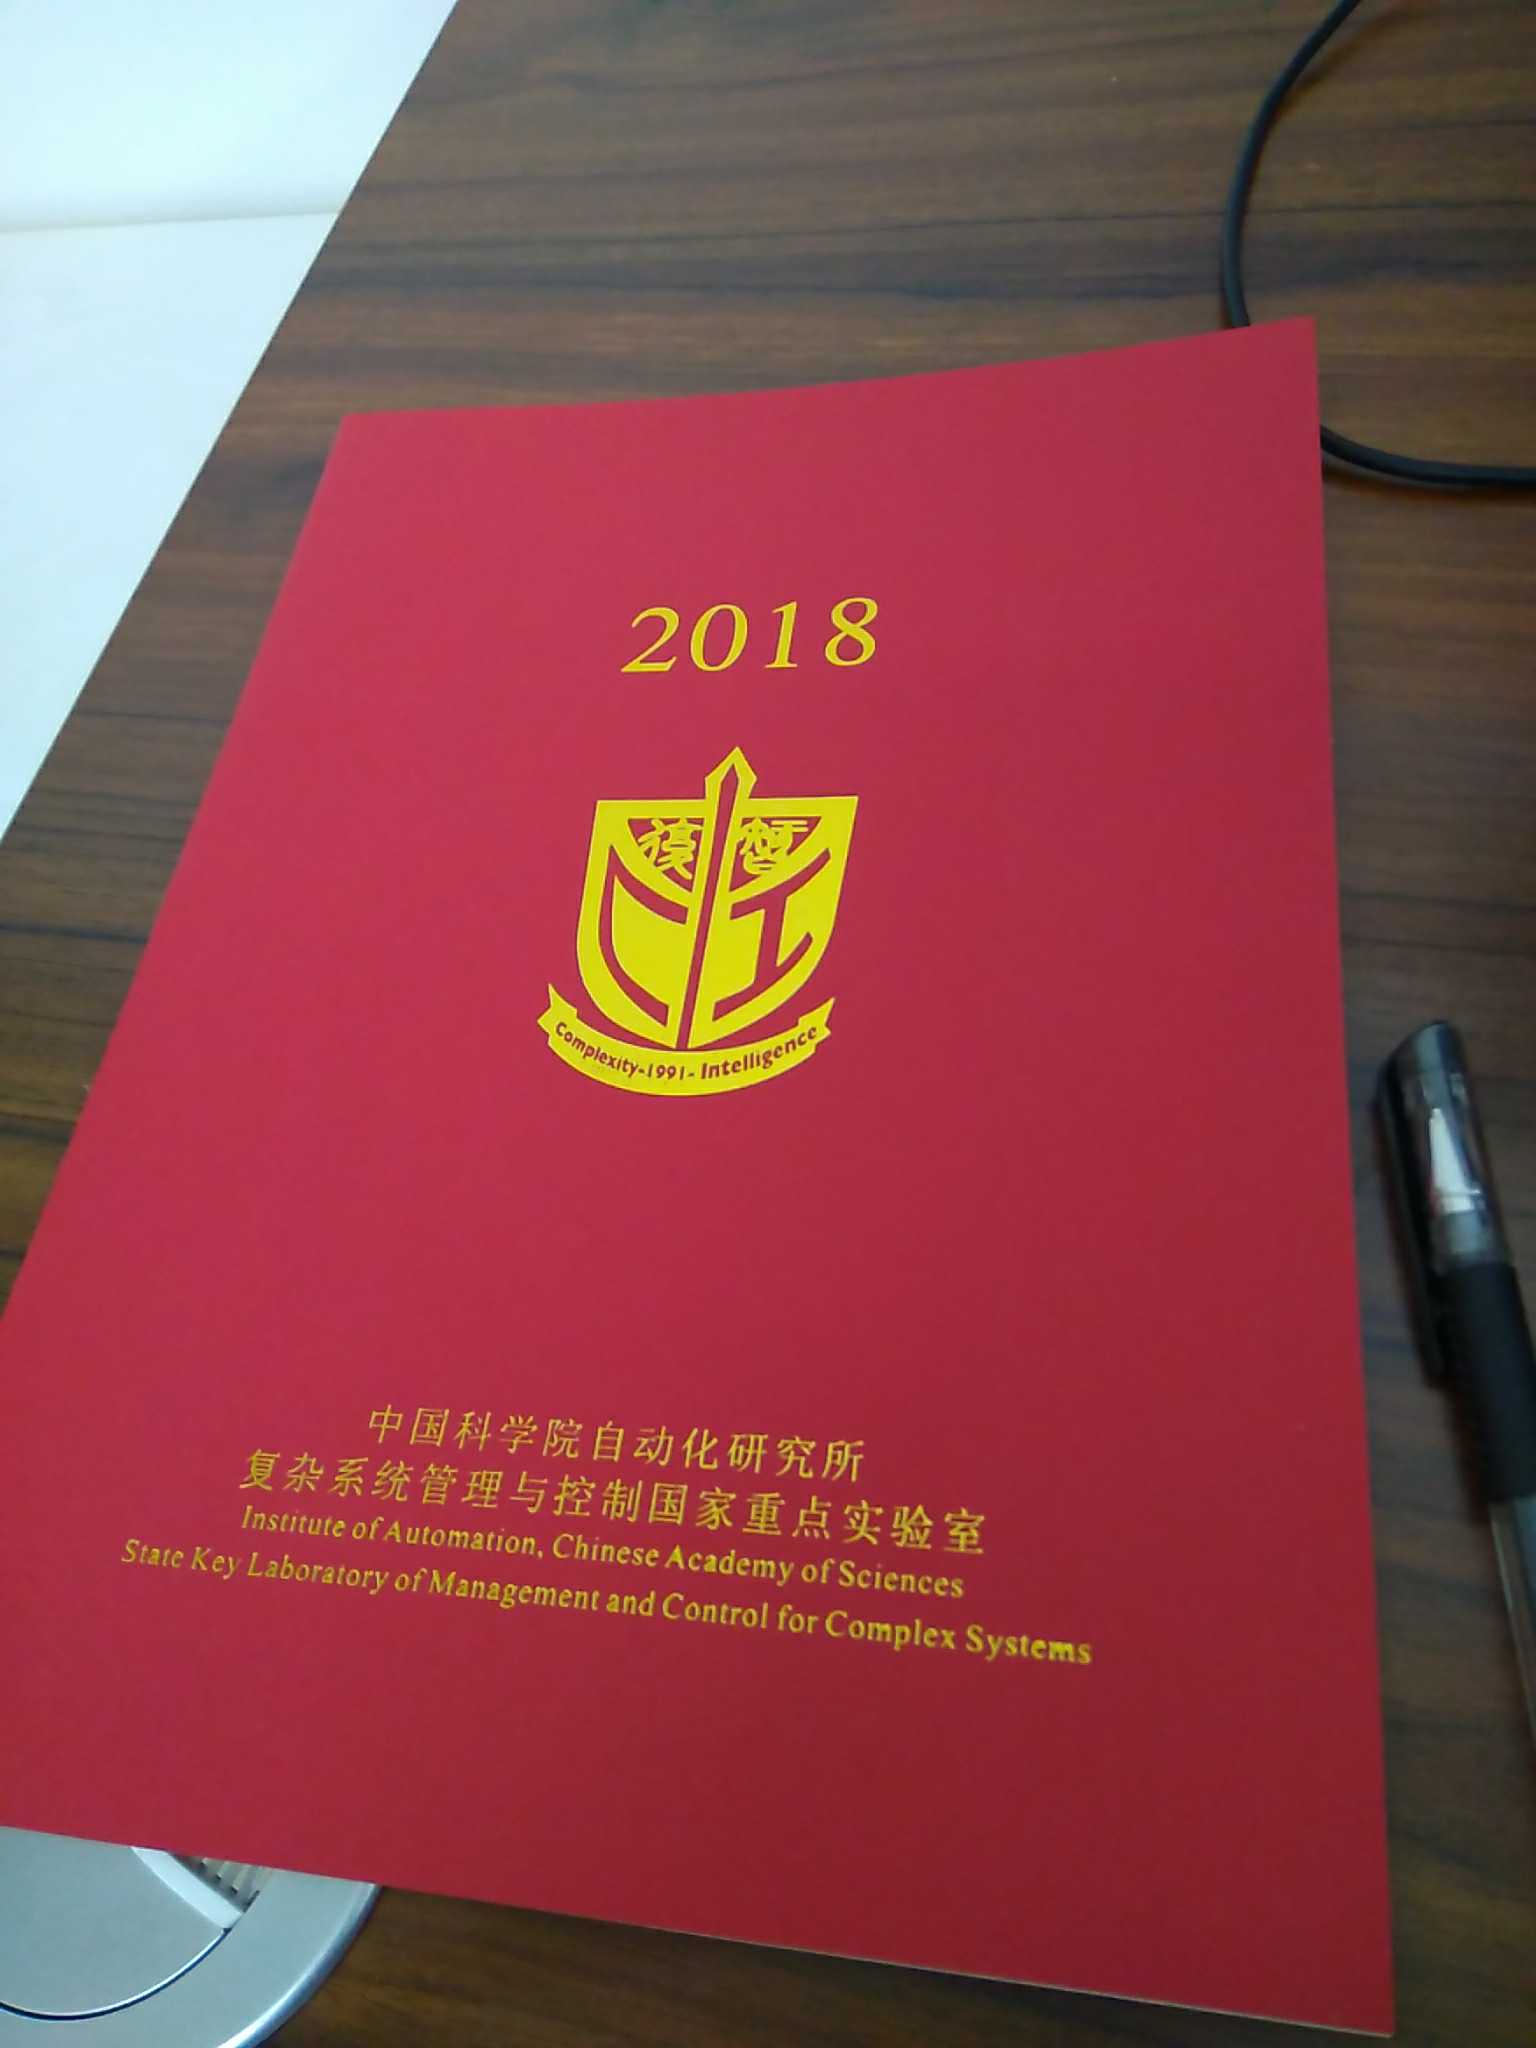 2018
復 智
Complexity-1991-Intelligence
中国科学院自动化研究所
复杂系统管理与控制国家重点实验室
Institute of Automation, Chinese Academy of Sciences
State Key Laboratory of Management and Control for Complex Systems